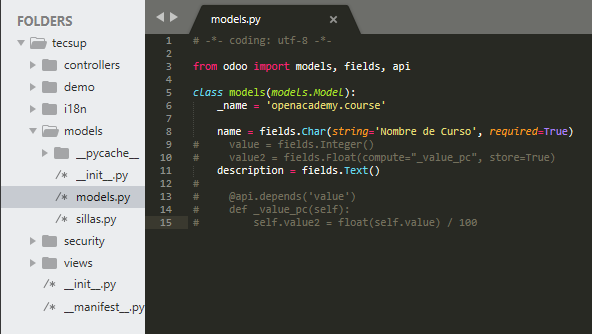 FOLDERS
tecsup
controllers
demo
i18n
models
__pycache__
/* __init__.py
/* models.py
/* sillas.py
security
views
/* __init__.py
/* __manifest__.py
models.py ×
1 # -*- coding: utf-8 -*-
2
3 from odoo import models, fields, api
4
5 class models(models.Model):
6     _name = 'openacademy.course'
7
8     name = fields.Char(string='Nombre de Curso', required=True)
9 #     value = fields.Integer()
10 #     value2 = fields.Float(compute="_value_pc", store=True)
11     description = fields.Text()
12 #
13 #     @api.depends('value')
14 #     def _value_pc(self):
15 #         self.value2 = float(self.value) / 100